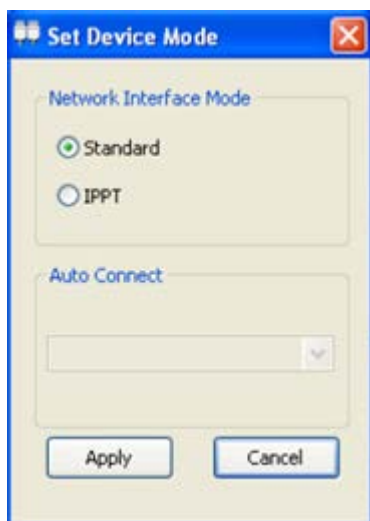 Set Device Mode
Network Interface Mode
Standard
IPPT
Auto Connect
Apply
Cancel